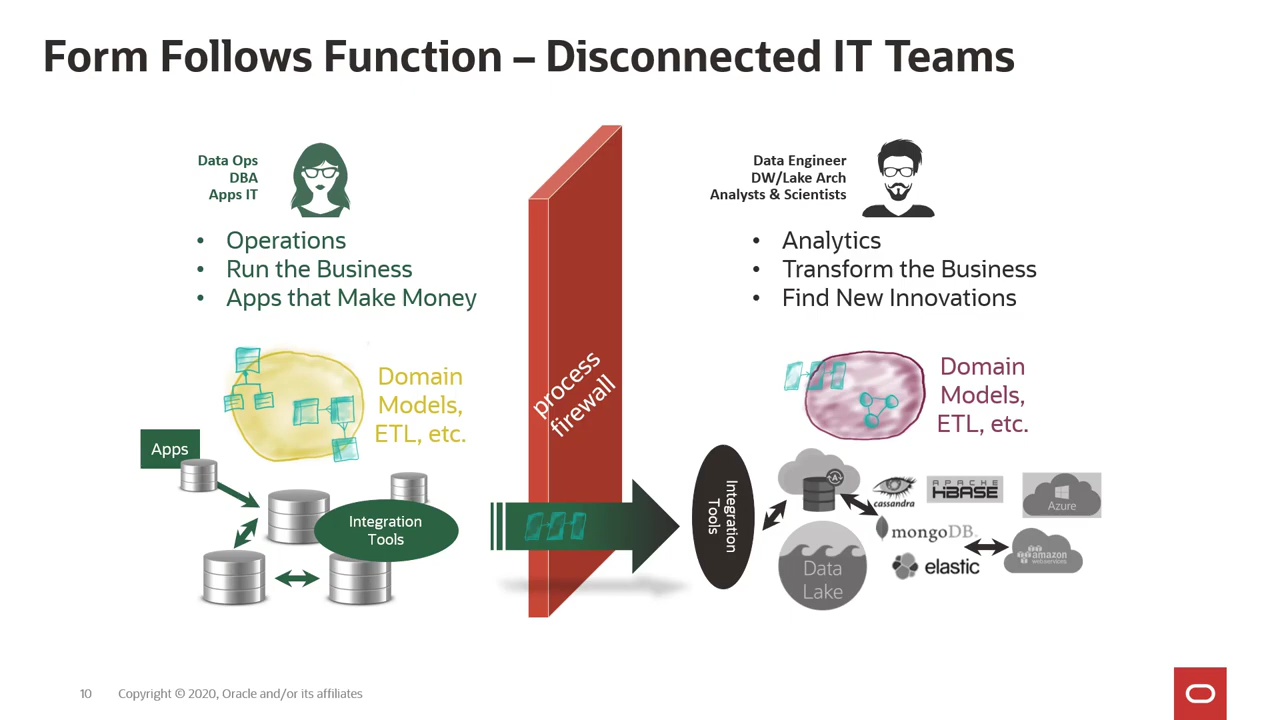 Form Follows Function – Disconnected IT Teams
Data Ops
DBA
Apps IT
• Operations
• Run the Business
• Apps that Make Money
Domain
Models,
ETL, etc.
Apps
Integration
Tools
process
firewall
Data Engineer
DW/Lake Arch
Analysts & Scientists
• Analytics
• Transform the Business
• Find New Innovations
Domain
Models,
ETL, etc.
Integration
Tools
A
cassandra
APACHE
HBASE
Azure
mongoDB
elastic
amazon
webservices
Data
Lake
10
Copyright © 2020, Oracle and/or its affiliates